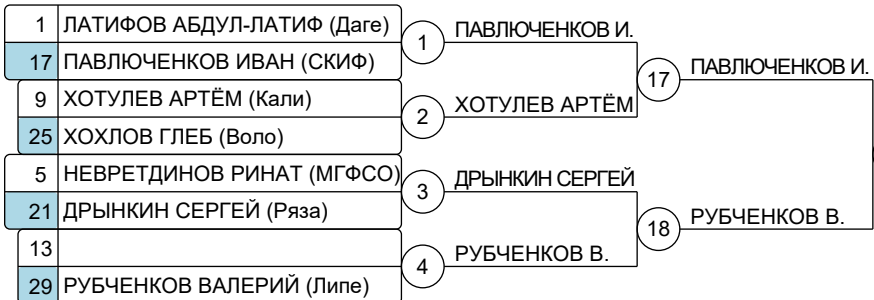 1 ЛАТИФОВ АБДУЛ-ЛАТИФ (Даге)
17 ПАВЛЮЧЕНКОВ ИВАН (СКИФ)
9 ХОТУЛЕВ АРТЁМ (Кали)
25 ХОХЛОВ ГЛЕБ (Воло)
5 НЕВРЕТДИНОВ РИНАТ (МГФСО)
21 ДРЫНКИН СЕРГЕЙ (Ряза)
13
29 РУБЧЕНКОВ ВАЛЕРИЙ (Липе)
1 ПАВЛЮЧЕНКОВ И.
2 ХОТУЛЕВ АРТЁМ
3 ДРЫНКИН СЕРГЕЙ
4 РУБЧЕНКОВ В.
17 ПАВЛЮЧЕНКОВ И.
18 РУБЧЕНКОВ В.